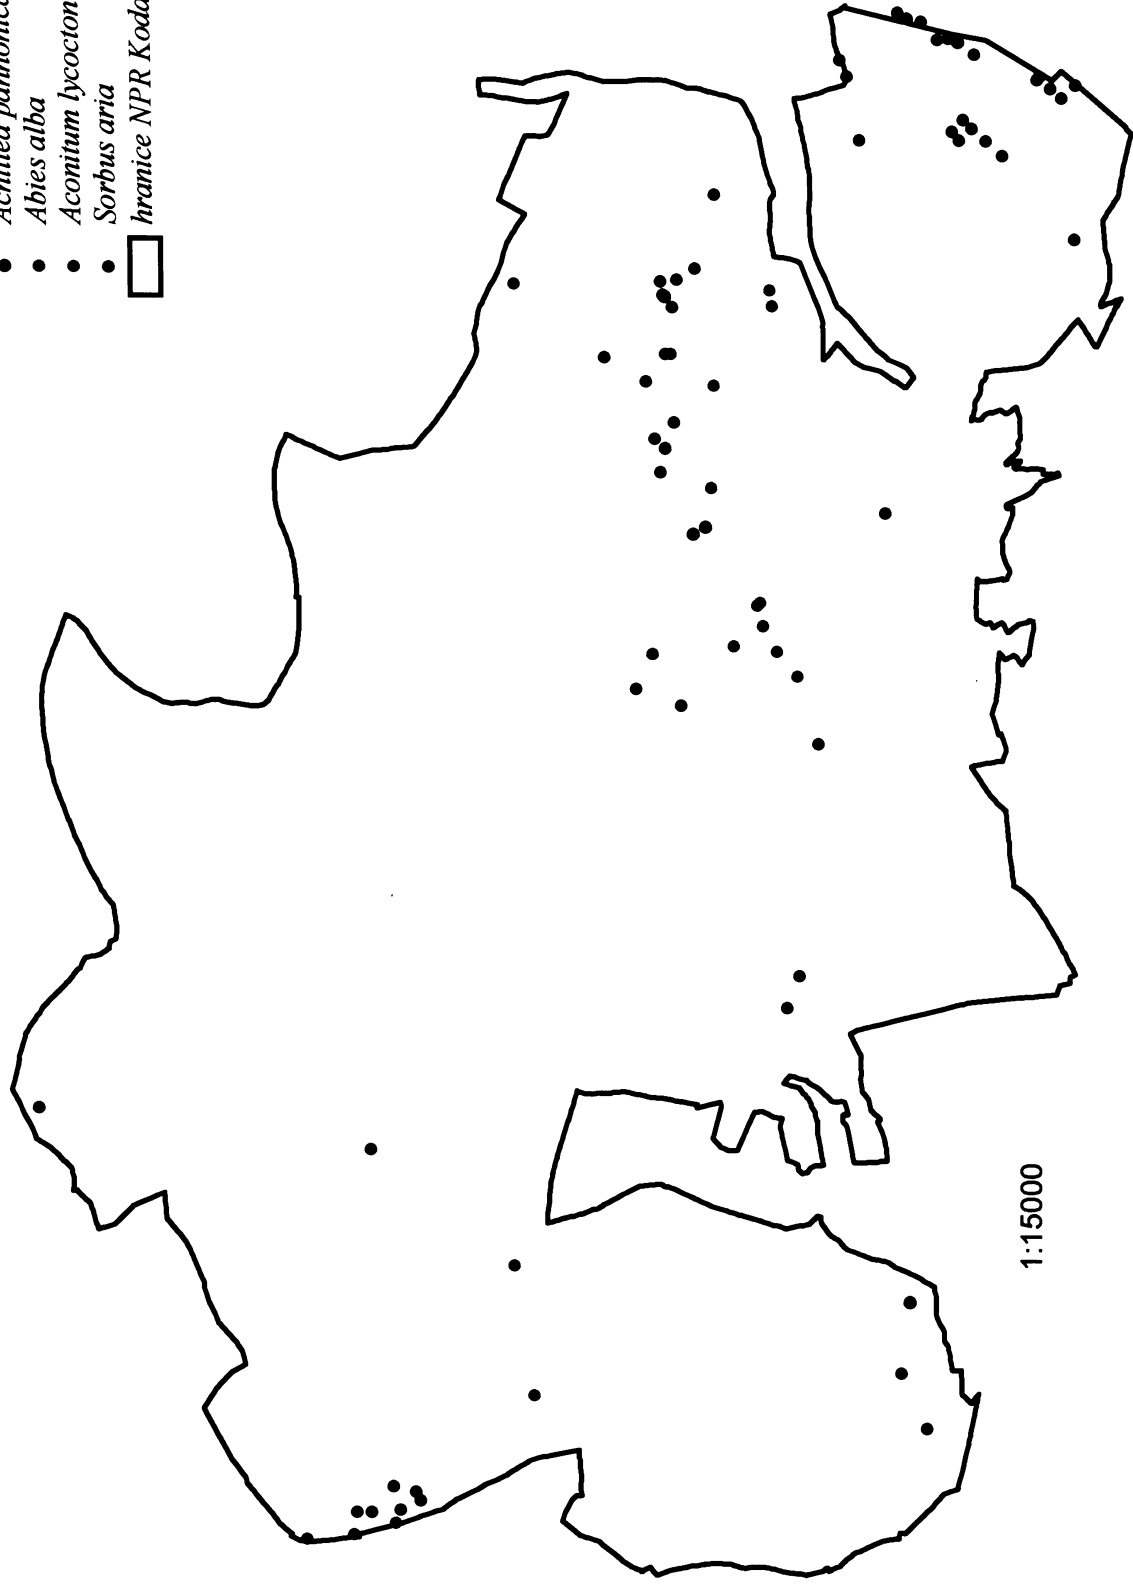 Abies alba
Aconitum lycocton
Sorbus aria
hranice NPR Koda
1:15000